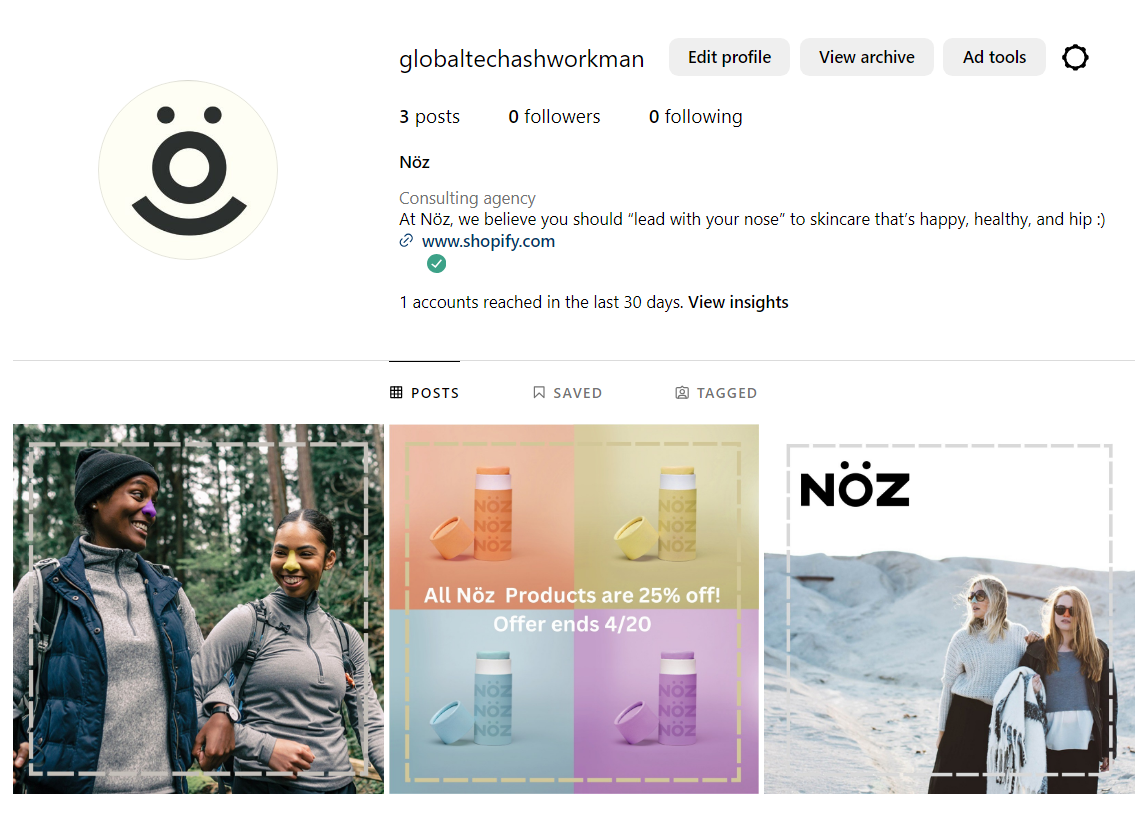 globaltechashworkman Edit profile View archive Ad tools
3 posts 0 followers 0 following
Nöz
Consulting agency
At Nöz, we believe you should “lead with your nose” to skincare that’s happy, healthy, and hip :)
www.shopify.com
1 accounts reached in the last 30 days. View insights
POSTS SAVED TAGGED
NÖZ
NÖZ
NÖZ
NÖZ
NÖZ
NÖZ
All Nöz Products are 25% off!
Offer ends 4/20
NÖZ
NÖZ
NÖZ
NÖZ
NÖZ
NÖZ
NÖZ